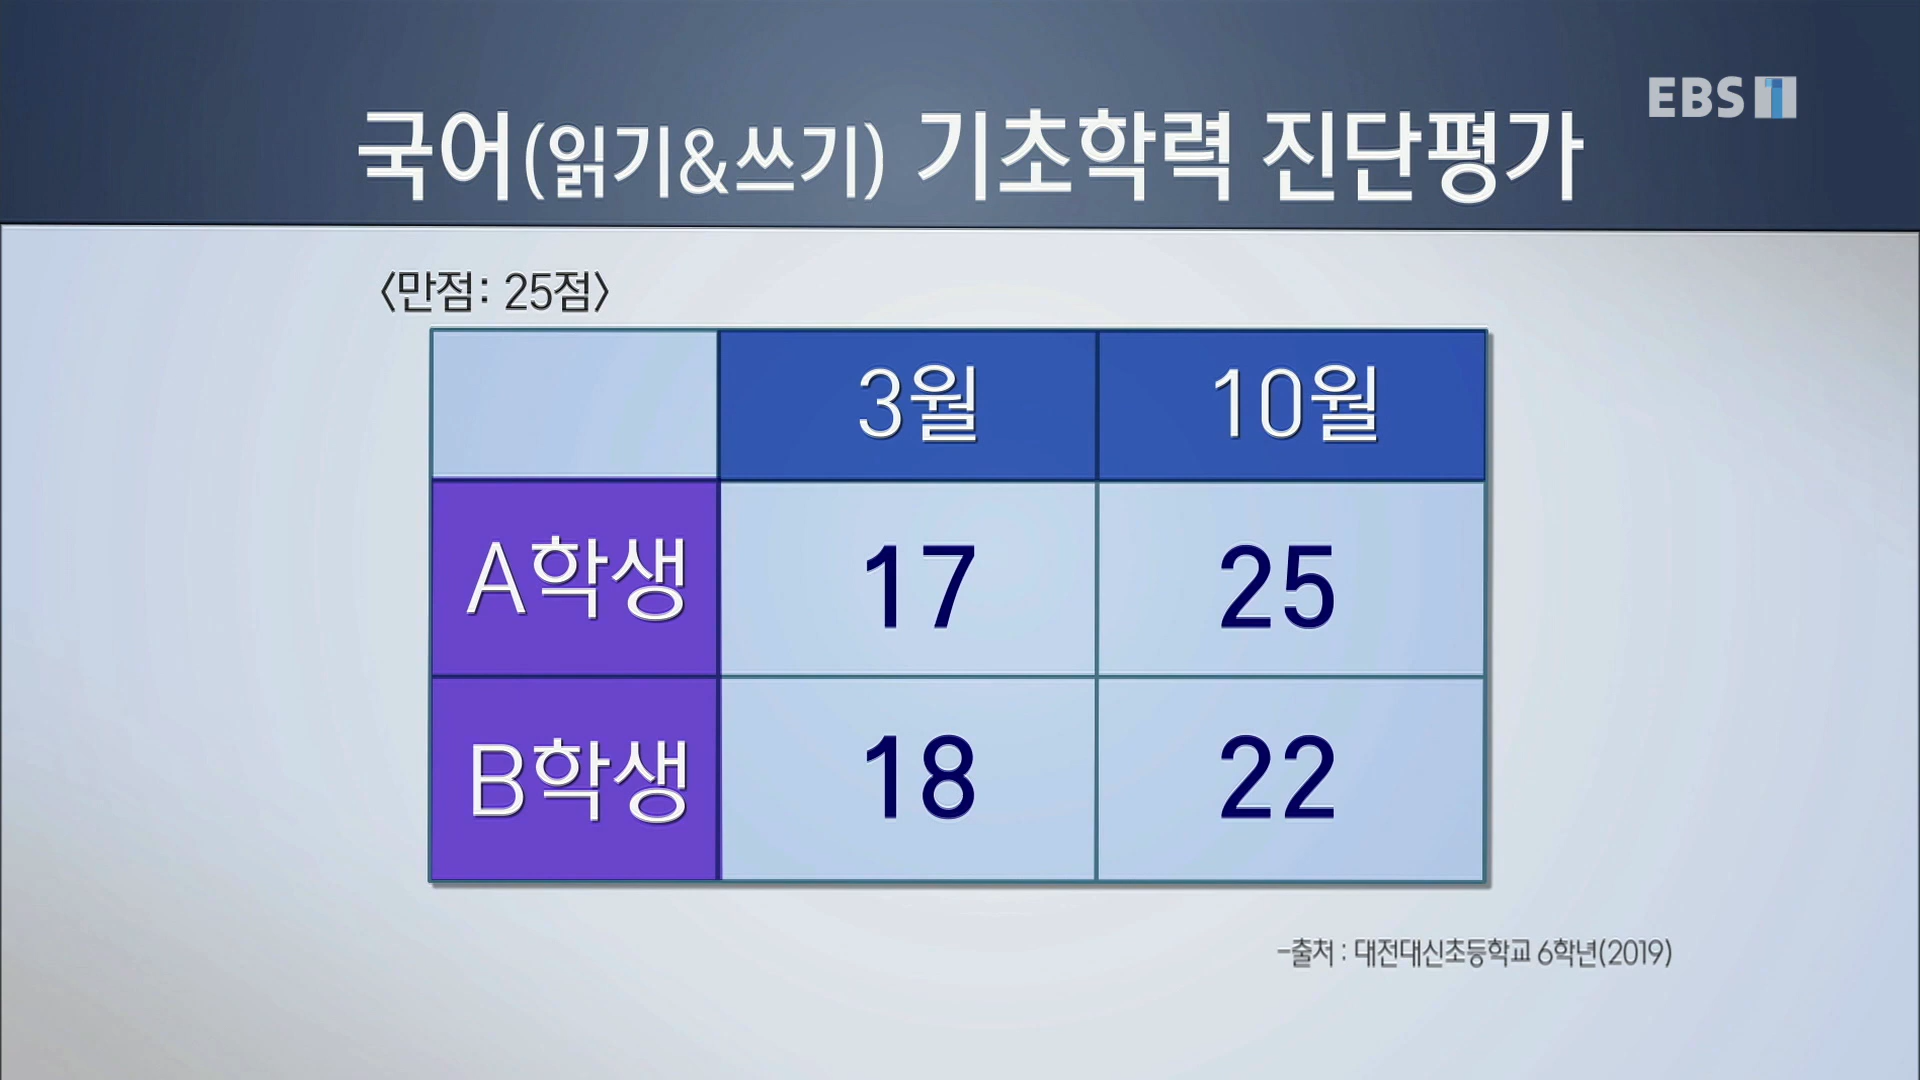 EBS 1
국어(읽기&쓰기) 기초학력 진단평가
〈만점: 25점〉
3월 10월
A학생 17 25
B학생 18 22
-출처 : 대전대신초등학교 6학년(2019)